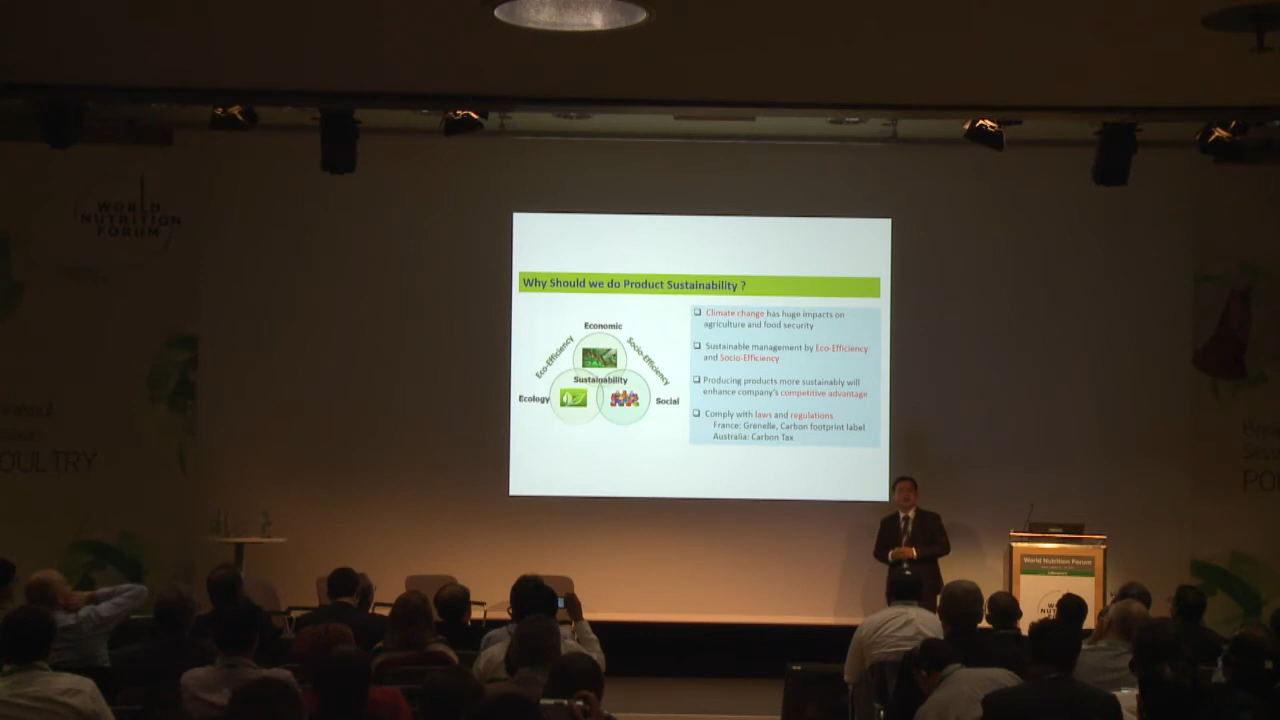 WORLD
NUTRITION
FORUM
OULTRY
Why Should we do Product Sustainability ?
Economic
Eco-Efficiency
Socio-Efficiency
Sustainability
Ecology
Social
Climate change has huge impacts on
agriculture and food security
Sustainable management by Eco-Efficiency
and Socio-Efficiency
Producing products more sustainably will
enhance company's competitive advantage
Comply with laws and regulations
France: Grenelle, Carbon footprint label
Australia: Carbon Tax
World Nutrition Forum